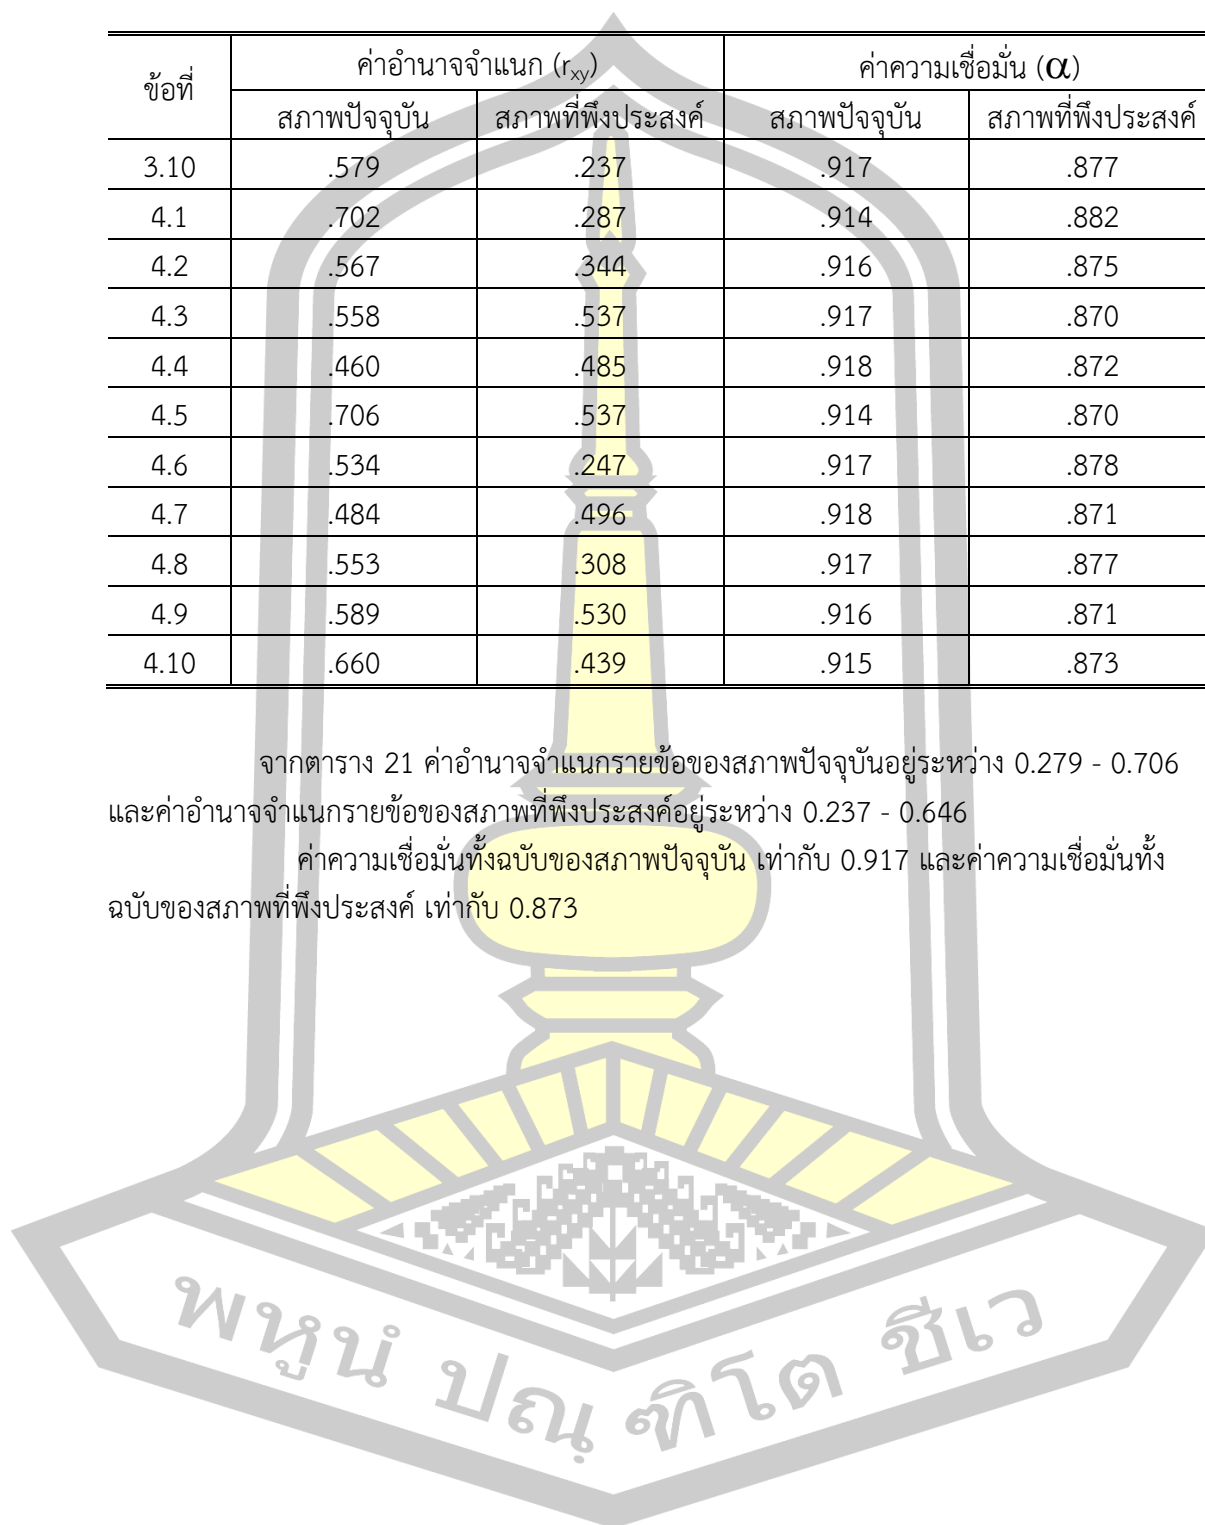 ข้อที่ ค่าอำนาจจำแนก (rxy) ค่าความเชื่อมั่น (α)
สภาพปัจจุบัน สภาพที่พึงประสงค์ สภาพปัจจุบัน สภาพที่พึงประสงค์
3.10 .579 .237 .917 .877
4.1 .702 .287 .914 .882
4.2 .567 .344 .916 .875
4.3 .558 .537 .917 .870
4.4 .460 .485 .918 .872
4.5 .706 .537 .914 .870
4.6 .534 .247 .917 .878
4.7 .484 .496 .918 .871
4.8 .553 .308 .917 .877
4.9 .589 .530 .916 .871
4.10 .660 .439 .915 .873
จากตาราง 21 ค่าอำนาจจำแนกรายข้อของสภาพปัจจุบันอยู่ระหว่าง 0.279 - 0.706
และค่าอำนาจจำแนกรายข้อของสภาพที่พึงประสงค์อยู่ระหว่าง 0.237 - 0.646
ค่าความเชื่อมั่นทั้งฉบับของสภาพปัจจุบัน เท่ากับ 0.917 และค่าความเชื่อมั่นทั้ง
ฉบับของสภาพที่พึงประสงค์ เท่ากับ 0.873
พหูนํ ปณฺ ฑิโต ชีเว